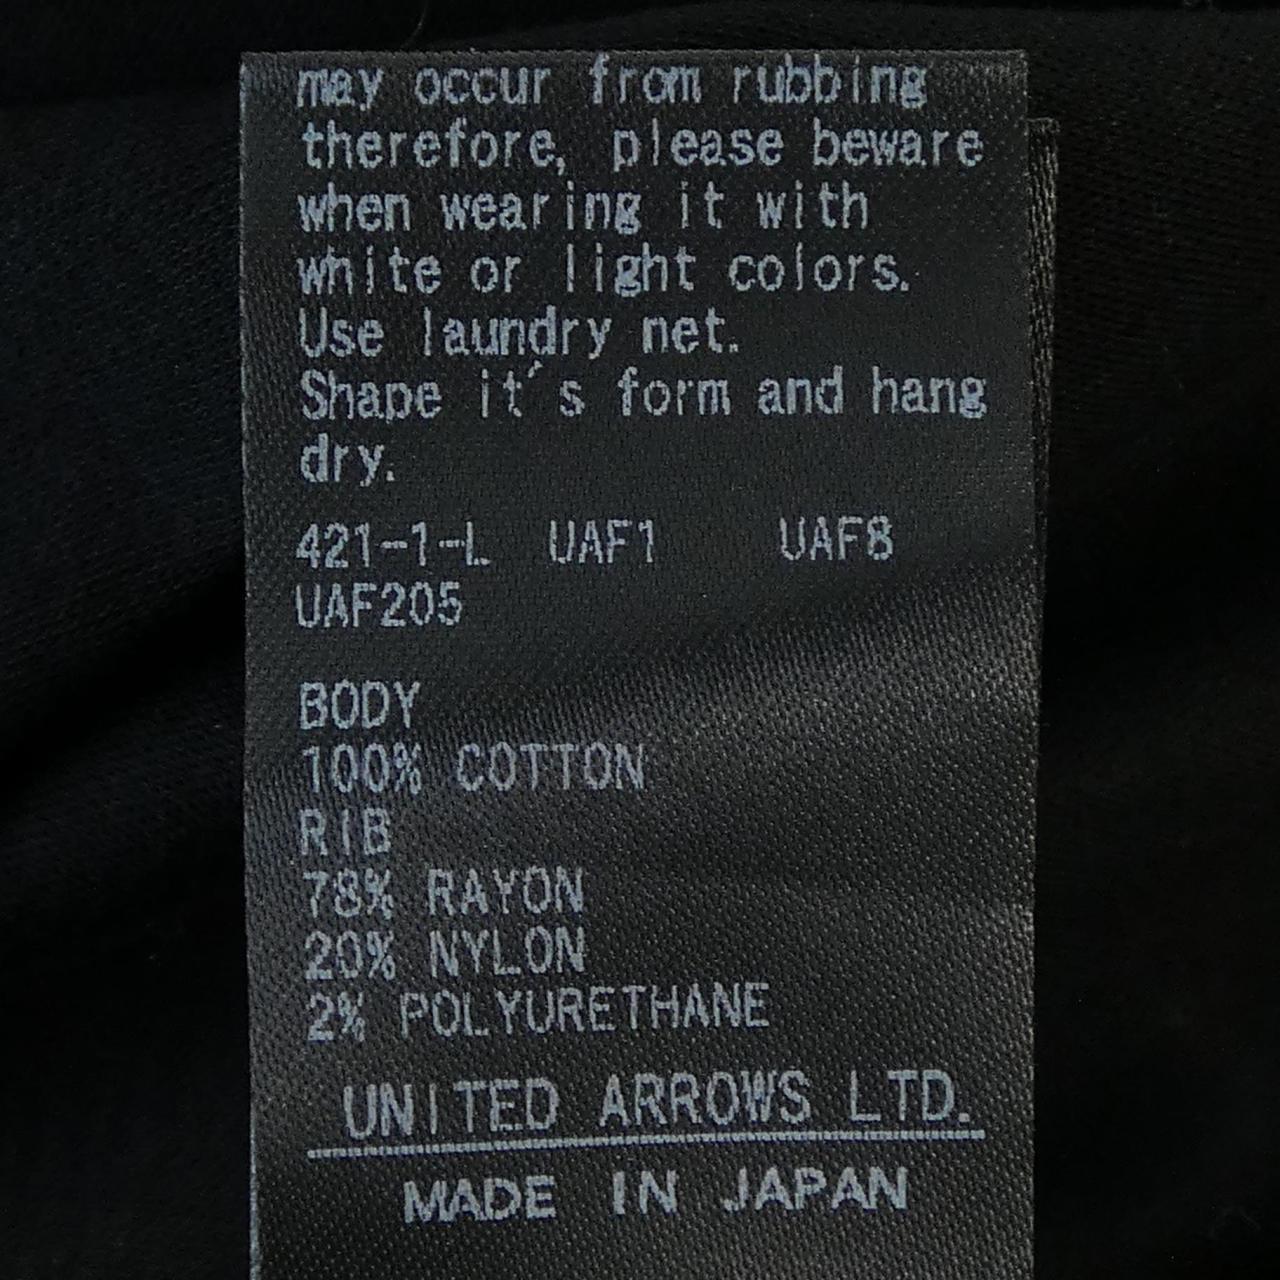 may occur from rubbing
therefore, please beware
when wearing it with
white or light colors.
Use laundry net.
Shape it's form and hang
dry.
421-1-L UAF1 UAF8
UAF205
BODY
100% COTTON
RIB
78% RAYON
20% NYLON
2% POLYURETHANE
UNITED ARROWS LTD.
MADE IN JAPAN